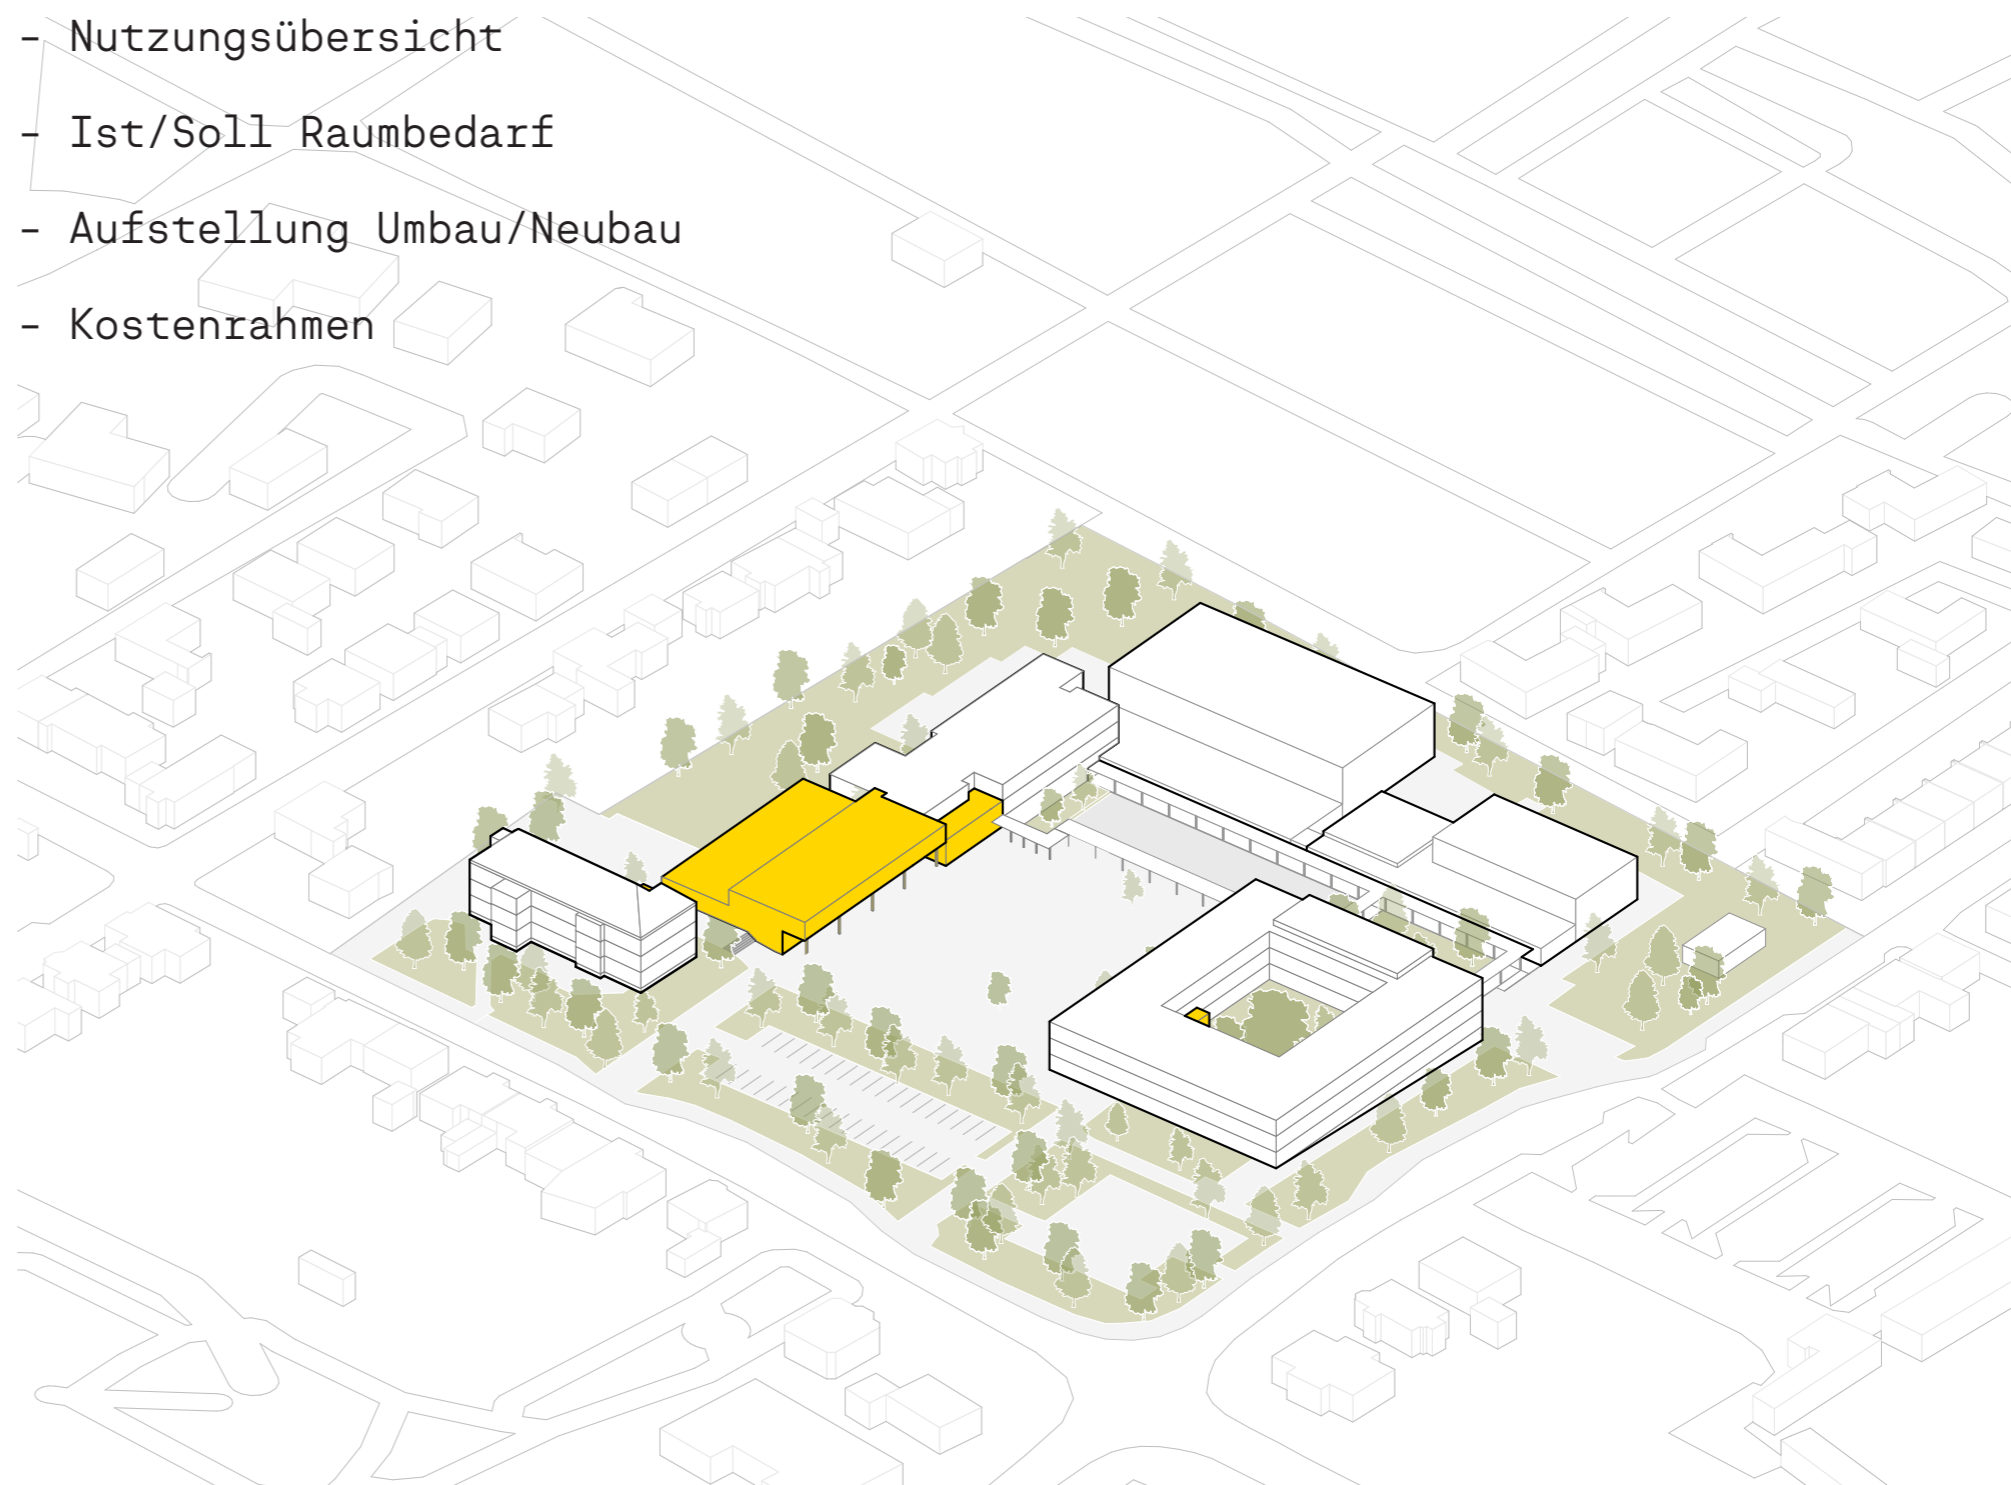 - Nutzungsübersicht
- Ist/Soll Raumbedarf
- Aufstellung Umbau/Neubau
- Kostenrahmen